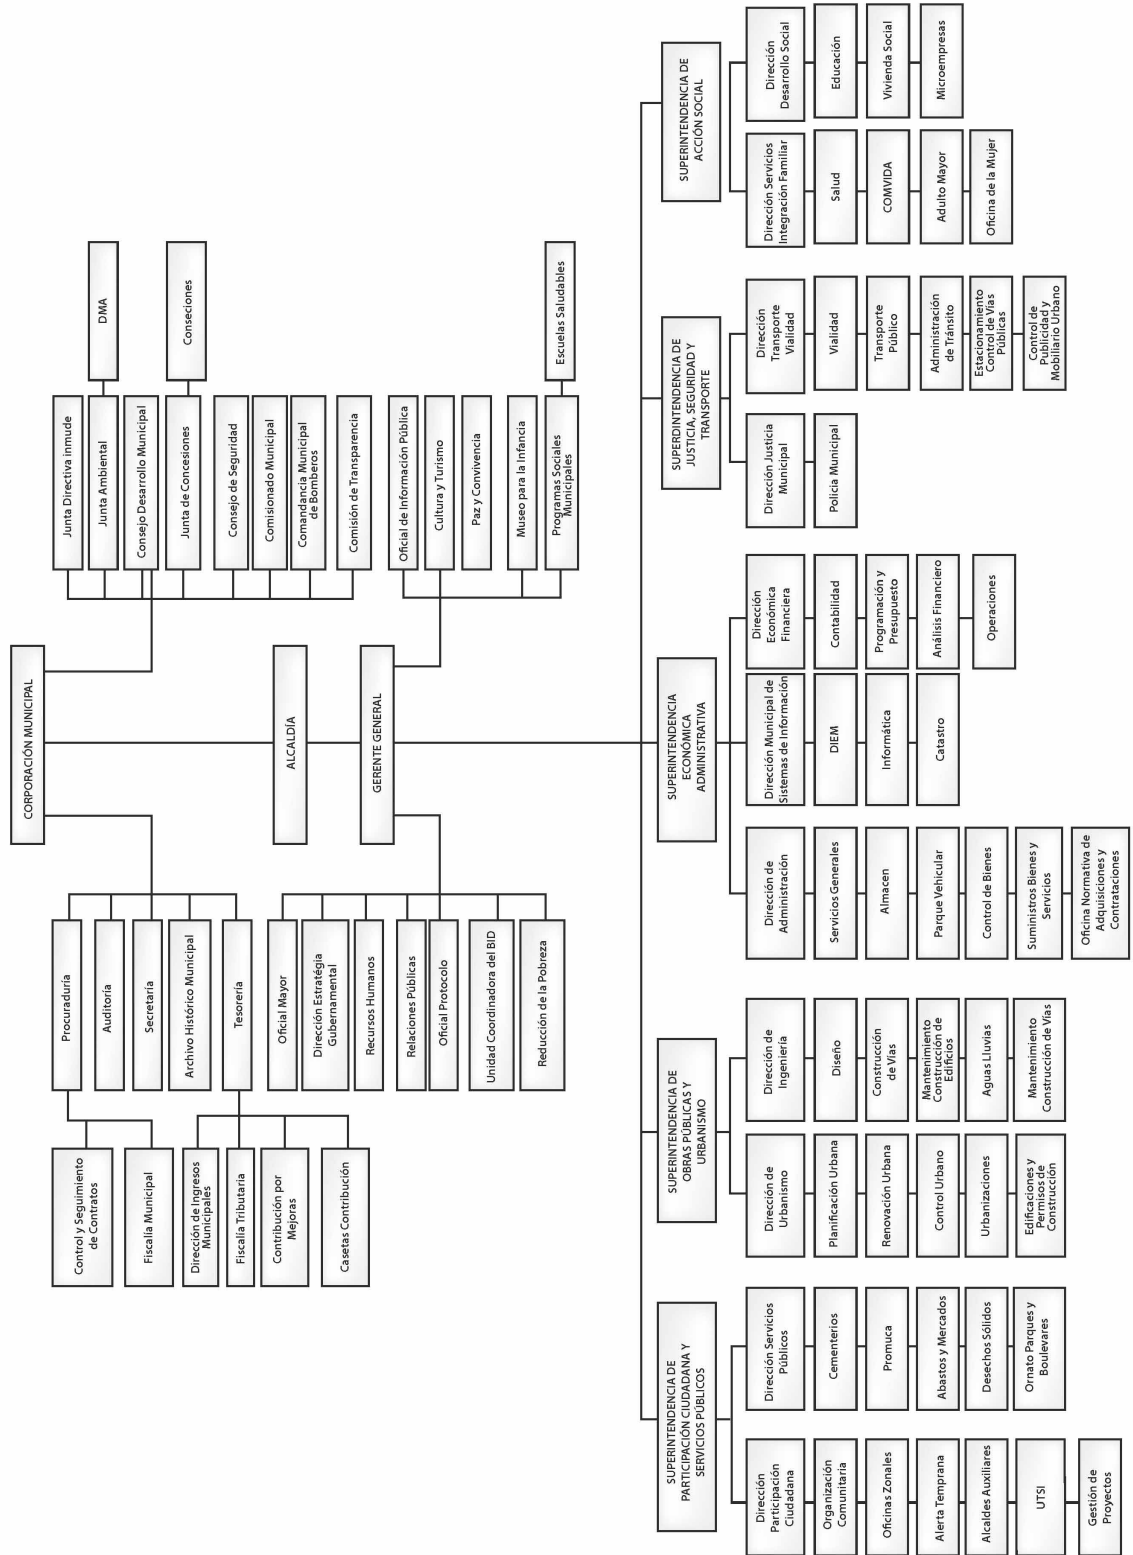 CORPORACIÓN MUNICIPAL
ALCALDÍA
GERENTE GENERAL
Procuraduría
Auditoría
Secretaría
Archivo Histórico Municipal
Tesorería
Control y Seguimiento
de Contratos
Fiscalía Municipal
Dirección de Ingresos
Municipales
Fiscalía Tributaria
Contribución por
Mejoras
Casetas Contribución
Junta Directiva inmude
Junta Ambiental
Consejo Desarrollo Municipal
Junta de Concesiones
Consejo de Seguridad
Comisionado Municipal
Comandancia Municipal
de Bomberos
Comisión de Transparencia
DMA
Conseciones
Oficial Mayor
Dirección Estratégia
Gubernamental
Recursos Humanos
Relaciones Públicas
Oficial Protocolo
Unidad Coordinadora del BID
Reducción de la Pobreza
Oficial de Información Pública
Cultura y Turismo
Paz y Convivencia
Museo para la Infancia
Programas Sociales
Municipales
Escuelas Saludables
SUPERINTENDENCIA DE
PARTICIPACIÓN CIUDADANA Y
SERVICIOS PÚBLICOS
Dirección
Participación
Ciudadana
Organización
Comunitaria
Oficinas Zonales
Alerta Temprana
Alcaldes Auxiliares
UTSI
Gestión de
Proyectos
Dirección Servicios
Públicos
Cementerios
Promuca
Abastos y Mercados
Desechos Sólidos
Ornato Parques y
Boulevares
SUPERINTENDENCIA DE
OBRAS PÚBLICAS Y
URBANISMO
Dirección de
Urbanismo
Planificación Urbana
Renovación Urbana
Control Urbano
Urbanizaciones
Edificaciones y
Permisos de
Construcción
Dirección de
Ingeniería
Diseño
Construcción
de Vías
Mantenimiento
Construcción de
Edificios
Aguas Lluvias
Mantenimiento
Construcción de Vías
SUPERINTENDENCIA
ECONÓMICA
ADMINISTRATIVA
Dirección de
Administración
Servicios Generales
Almacen
Parque Vehicular
Control de Bienes
Suministros Bienes y
Servicios
Oficina Normativa de
Adquisiciones y
Contrataciones
Dirección Municipal de
Sistemas de Información
DIEM
Informática
Catastro
Dirección
Económica
Financiera
Contabilidad
Programación y
Presupuesto
Análisis Financiero
Operaciones
SUPERDINTENDENCIA DE
JUSTICIA, SEGURIDAD Y
TRANSPORTE
Dirección Justicia
Municipal
Policia Municipal
Dirección
Transporte
Vialidad
Vialidad
Transporte
Público
Administración
de Tránsito
Estacionamiento
Control de Vías
Públicas
Control de
Publicidad y
Mobiliario Urbano
SUPERINTENDENCIA DE
ACCIÓN SOCIAL
Dirección Servicios
Integración Familiar
Salud
COMVIDA
Adulto Mayor
Oficina de la Mujer
Dirección
Desarrollo Social
Educación
Vivienda Social
Microempresas